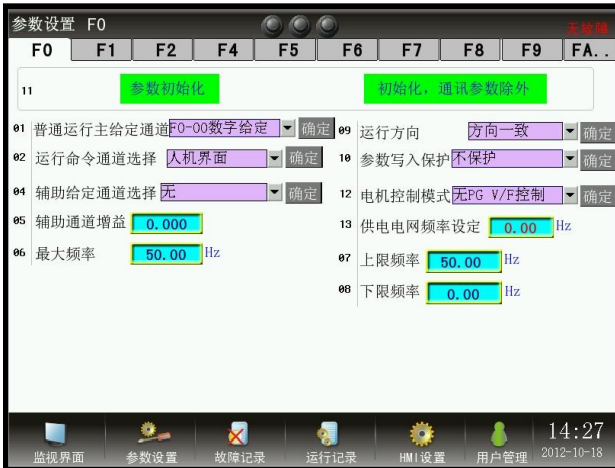 参数设置 F0
无故障
F0 F1 F2 F4 F5 F6 F7 F8 F9 FA..
11 参数初始化 初始化, 通讯参数除外
01 普通运行主给定通道 F0-00数字给定 确定
09 运行方向 方向一致 确定
02 运行命令通道选择 人机界面 确定
10 参数写入保护 不保护 确定
04 辅助给定通道选择 无 确定
12 电机控制模式 无PG V/F控制 确定
05 辅助通道增益 0.000
13 供电电网频率设定 0.00 Hz
06 最大频率 50.00 Hz
07 上限频率 50.00 Hz
08 下限频率 0.00 Hz
监视界面 参数设置 故障记录 运行记录 HMI设置 用户管理
14:27
2012-10-18